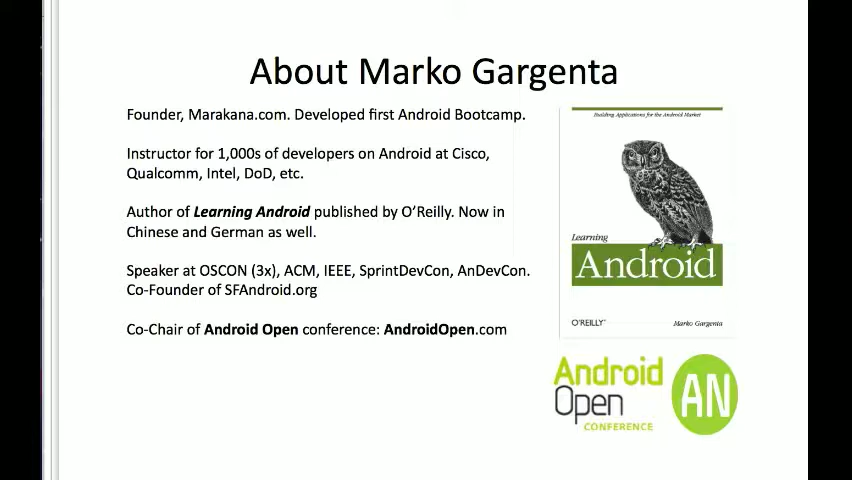 About Marko Gargenta
Founder, Marakana.com. Developed first Android Bootcamp.
Instructor for 1,000s of developers on Android at Cisco,
Qualcomm, Intel, DoD, etc.
Author of Learning Android published by O’Reilly. Now in
Chinese and German as well.
Speaker at OSCON (3x), ACM, IEEE, SprintDevCon, AnDevCon.
Co-Founder of SFAndroid.org
Co-Chair of Android Open conference: AndroidOpen.com
Building Applications for the Android Market
Learning
Android
O'REILLY
Marko Gargenta
Android
Open
CONFERENCE
AN